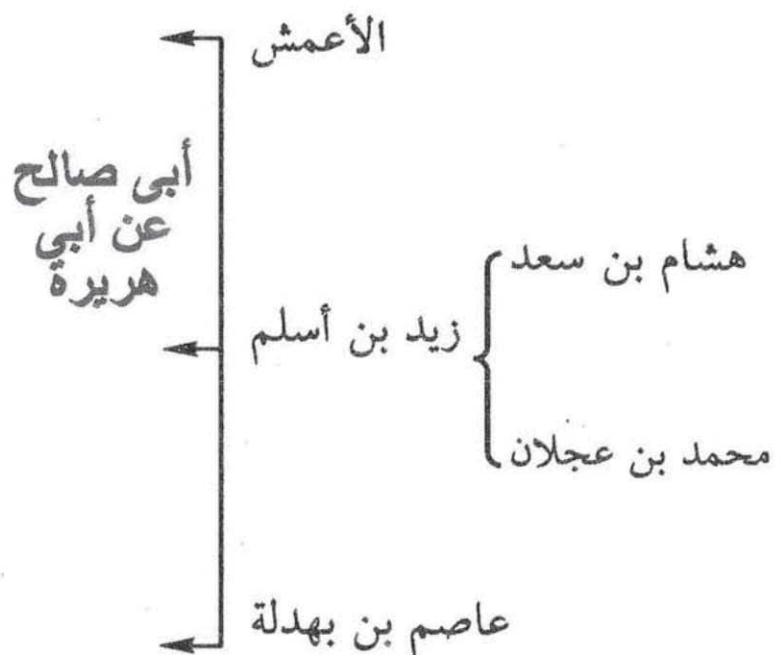 الأعمش
هشام بن سعد
زيد بن أسلم
محمد بن عجلان
عاصم بن بهدلة
أبى صالح
عن أبي
هريرة